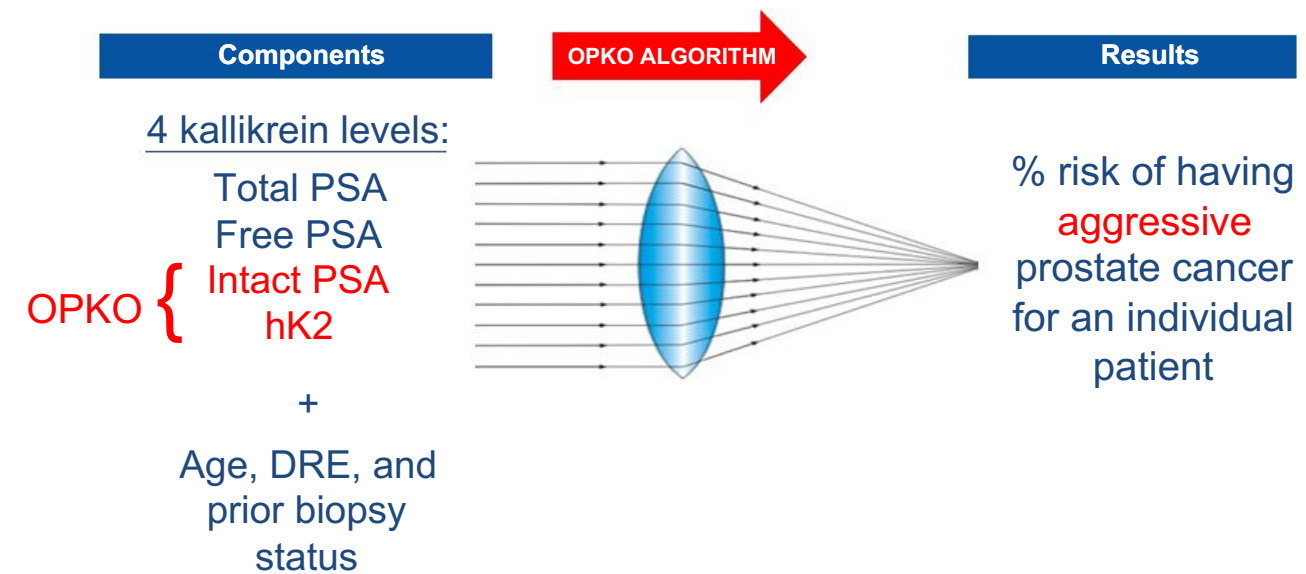 Components
OPKO ALGORITHM
Results
4 kallikrein levels:
Total PSA
Free PSA
Intact PSA
hK2
OPKO {
+
Age, DRE, and
prior biopsy
status
% risk of having
aggressive
prostate cancer
for an individual
patient